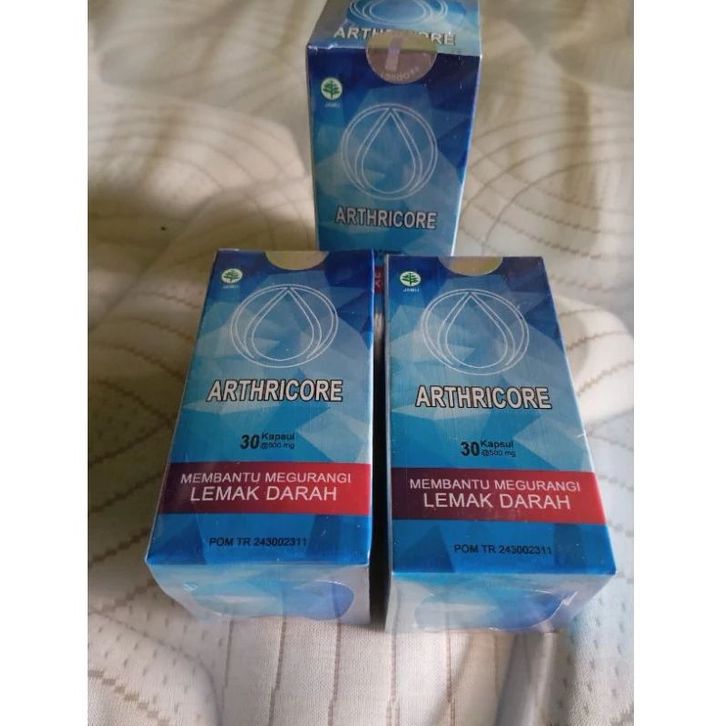 ARTHRICORE
JAMU
ARTHRICORE
JAMU
ARTHRICORE
30 Kapsul
@500 mg
MEMBANTU MEGURANGI
LEMAK DARAH
POM TR 243002311
JAMU
ARTHRICORE
30 Kapsul
@500 mg
MEMBANTU MEGURANGI
LEMAK DARAH
POM TR 243002311